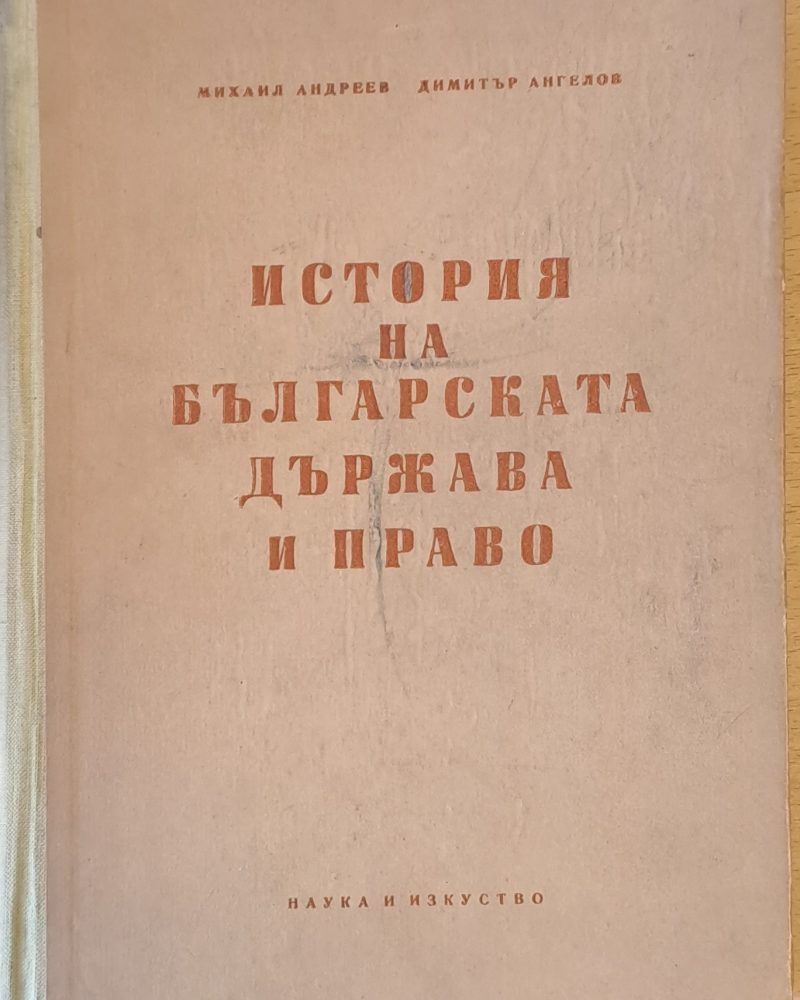 МИХАИЛ АНДРЕЕВ ДИМИТЪР АНГЕЛОВ
ИСТОРИЯ
НА
БЪЛГАРСКАТА
ДЪРЖАВА
И ПРАВО
НАУКА И ИЗКУСТВО